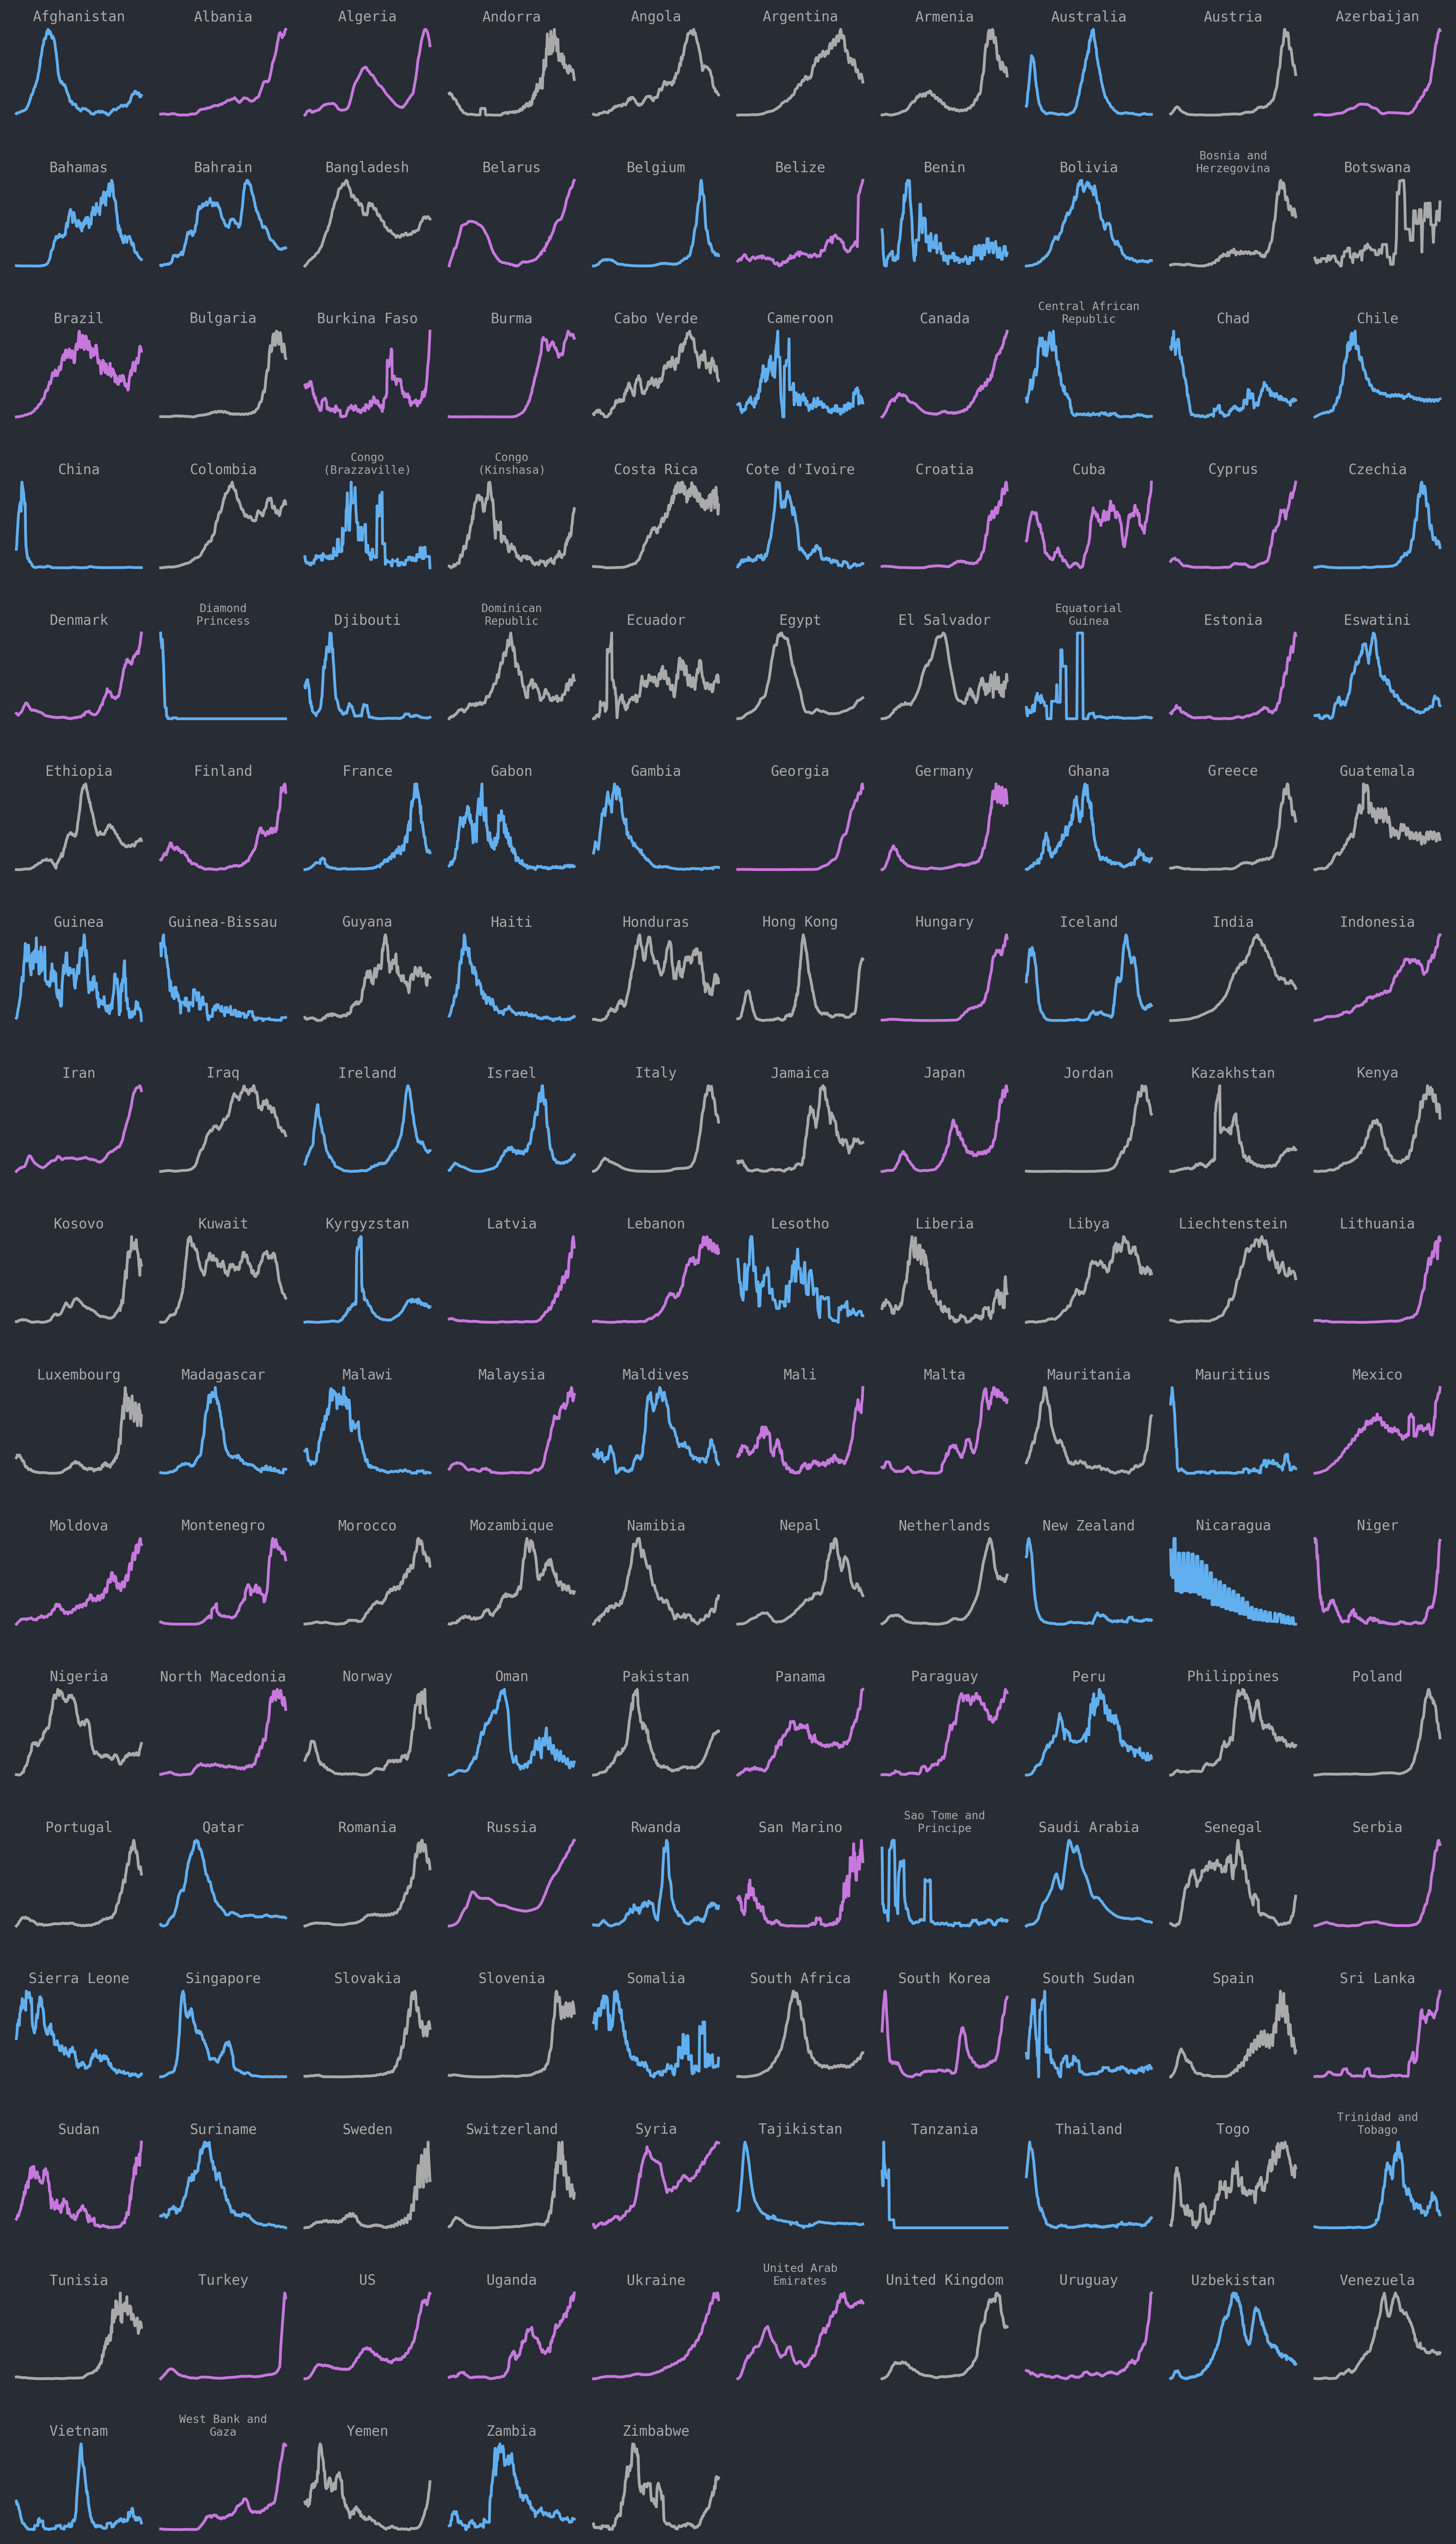 Afghanistan
Albania
Algeria
Andorra
Angola
Argentina
Armenia
Australia
Austria
Azerbaijan
Bahamas
Bahrain
Bangladesh
Belarus
Belgium
Belize
Benin
Bolivia
Bosnia and
Herzegovina
Botswana
Brazil
Bulgaria
Burkina Faso
Burma
Cabo Verde
Cameroon
Canada
Central African
Republic
Chad
Chile
China
Colombia
Congo
(Brazzaville)
Congo
(Kinshasa)
Costa Rica
Cote d'Ivoire
Croatia
Cuba
Cyprus
Czechia
Denmark
Diamond
Princess
Djibouti
Dominican
Republic
Ecuador
Egypt
El Salvador
Equatorial
Guinea
Estonia
Eswatini
Ethiopia
Finland
France
Gabon
Gambia
Georgia
Germany
Ghana
Greece
Guatemala
Guinea
Guinea-Bissau
Guyana
Haiti
Honduras
Hong Kong
Hungary
Iceland
India
Indonesia
Iran
Iraq
Ireland
Israel
Italy
Jamaica
Japan
Jordan
Kazakhstan
Kenya
Kosovo
Kuwait
Kyrgyzstan
Latvia
Lebanon
Lesotho
Liberia
Libya
Liechtenstein
Lithuania
Luxembourg
Madagascar
Malawi
Malaysia
Maldives
Mali
Malta
Mauritania
Mauritius
Mexico
Moldova
Montenegro
Morocco
Mozambique
Namibia
Nepal
Netherlands
New Zealand
Nicaragua
Niger
Nigeria
North Macedonia
Norway
Oman
Pakistan
Panama
Paraguay
Peru
Philippines
Poland
Portugal
Qatar
Romania
Russia
Rwanda
San Marino
Sao Tome and
Principe
Saudi Arabia
Senegal
Serbia
Sierra Leone
Singapore
Slovakia
Slovenia
Somalia
South Africa
South Korea
South Sudan
Spain
Sri Lanka
Sudan
Suriname
Sweden
Switzerland
Syria
Tajikistan
Tanzania
Thailand
Togo
Trinidad and
Tobago
Tunisia
Turkey
US
Uganda
Ukraine
United Arab
Emirates
United Kingdom
Uruguay
Uzbekistan
Venezuela
Vietnam
West Bank and
Gaza
Yemen
Zambia
Zimbabwe